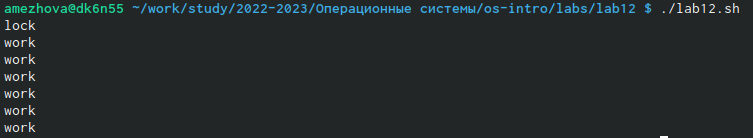 amezhova@dk6n55 ~/work/study/2022-2023/Операционные системы/os-intro/labs/lab12 $ ./lab12.sh
lock
work
work
work
work
work
work